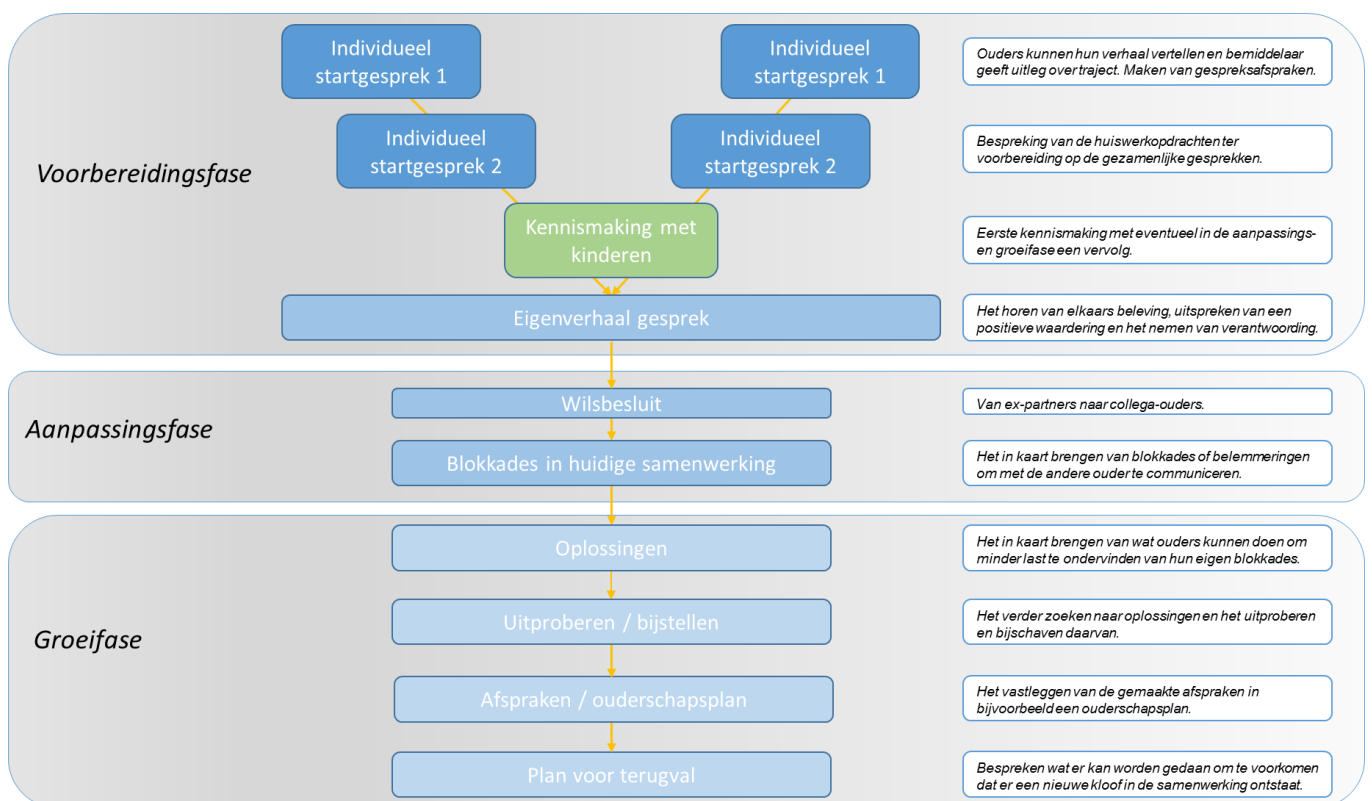 Individueel
startgesprek 1
Individueel
startgesprek 1
Ouders kunnen hun verhaal vertellen en bemiddelaar
geeft uitleg over traject. Maken van gespreksafspraken.
Voorbereidingsfase
Individueel
startgesprek 2
Individueel
startgesprek 2
Bespreking van de huiswerkopdrachten ter
voorbereiding op de gezamenlijke gesprekken.
Kennismaking met
kinderen
Eerste kennismaking met eventueel in de aanpassings-
en groeifase een vervolg.
Eigenverhaal gesprek
Het horen van elkaars beleving, uitspreken van een
positieve waardering en het nemen van verantwoording.
Aanpassingsfase
Wilsbesluit
Van ex-partners naar collega-ouders.
Blokkades in huidige samenwerking
Het in kaart brengen van blokkades of belemmeringen
om met de andere ouder te communiceren.
Groeifase
Oplossingen
Het in kaart brengen van wat ouders kunnen doen om
minder last te ondervinden van hun eigen blokkades.
Uitproberen / bijstellen
Het verder zoeken naar oplossingen en het uitproberen
en bijschaven daarvan.
Afspraken / ouderschapsplan
Het vastleggen van de gemaakte afspraken in
bijvoorbeeld een ouderschapsplan.
Plan voor terugval
Bespreken wat er kan worden gedaan om te voorkomen
dat er een nieuwe kloof in de samenwerking ontstaat.